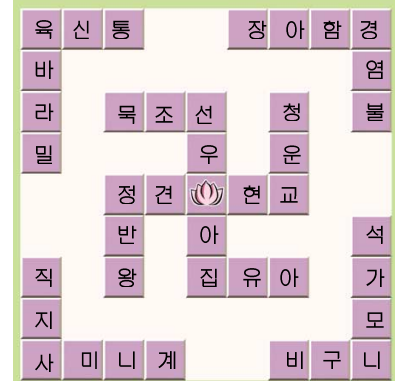 육신통 장아함경
바 염
라 묵조선 청 불
밀 우 운
정견 현교
반 아 석
직 왕 집유아 가
지 모
사미니계 비구니